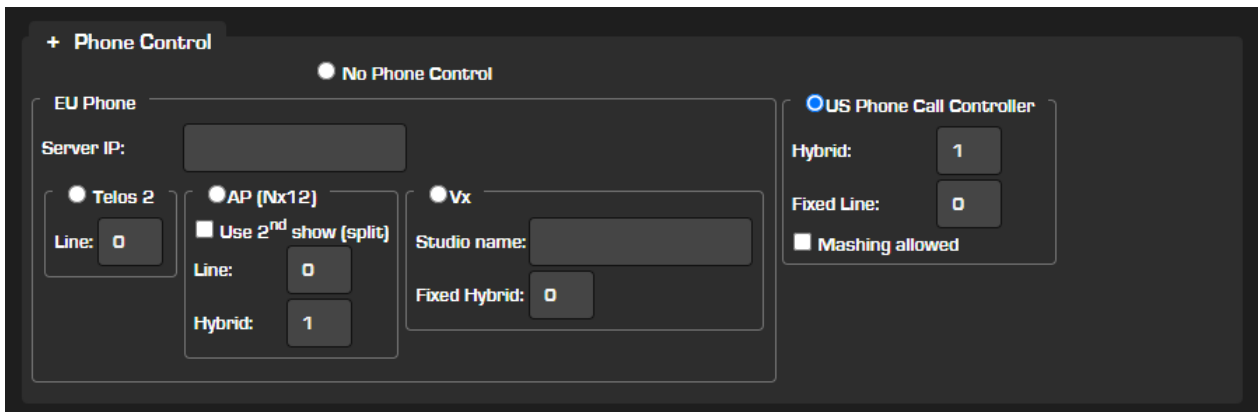 + Phone Control
No Phone Control
EU Phone
Server IP:
Telos 2
Line: 0
AP (Nx12)
Use 2nd show (split)
Line: 0
Hybrid: 1
Vx
Studio name:
Fixed Hybrid: 0
US Phone Call Controller
Hybrid: 1
Fixed Line: 0
Mashing allowed